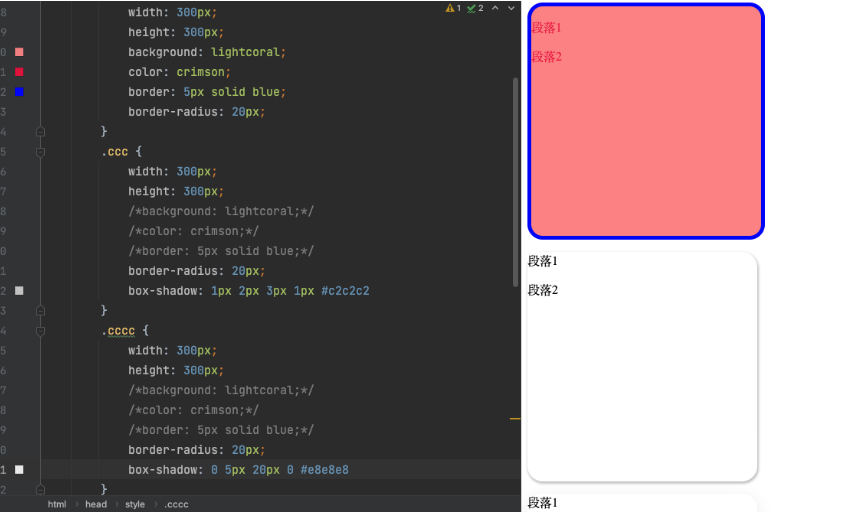 8 width: 300px;
9 height: 300px;
0 background: lightcoral;
1 color: crimson;
2 border: 5px solid blue;
3 border-radius: 20px;
4 }
5 .ccc {
6 width: 300px;
7 height: 300px;
8 /*background: lightcoral;*/
9 /*color: crimson;*/
0 /*border: 5px solid blue;*/
1 border-radius: 20px;
2 box-shadow: 1px 2px 3px 1px #c2c2c2
3 }
4 .cccc {
5 width: 300px;
6 height: 300px;
7 /*background: lightcoral;*/
8 /*color: crimson;*/
9 /*border: 5px solid blue;*/
0 border-radius: 20px;
1 box-shadow: 0 5px 20px 0 #e8e8e8
2 }
html › head › style › .cccc
1 2
段落1
段落2
段落1
段落2
段落1